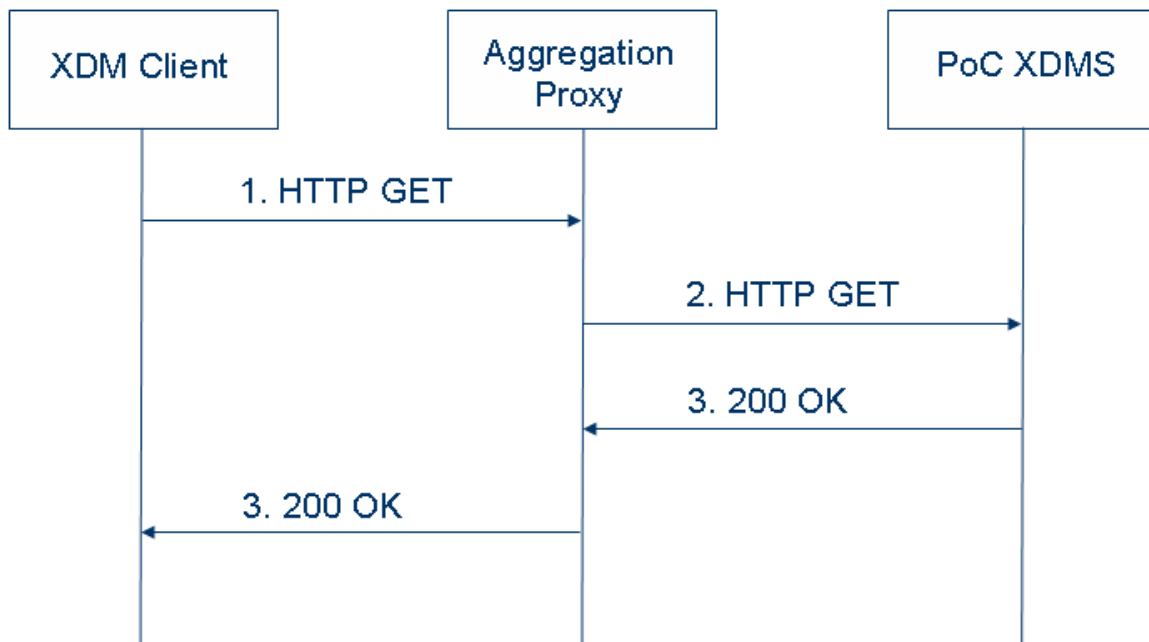 XDM Client
Aggregation
Proxy
PoC XDMS
1. HTTP GET
2. HTTP GET
3. 200 OK
3. 200 OK